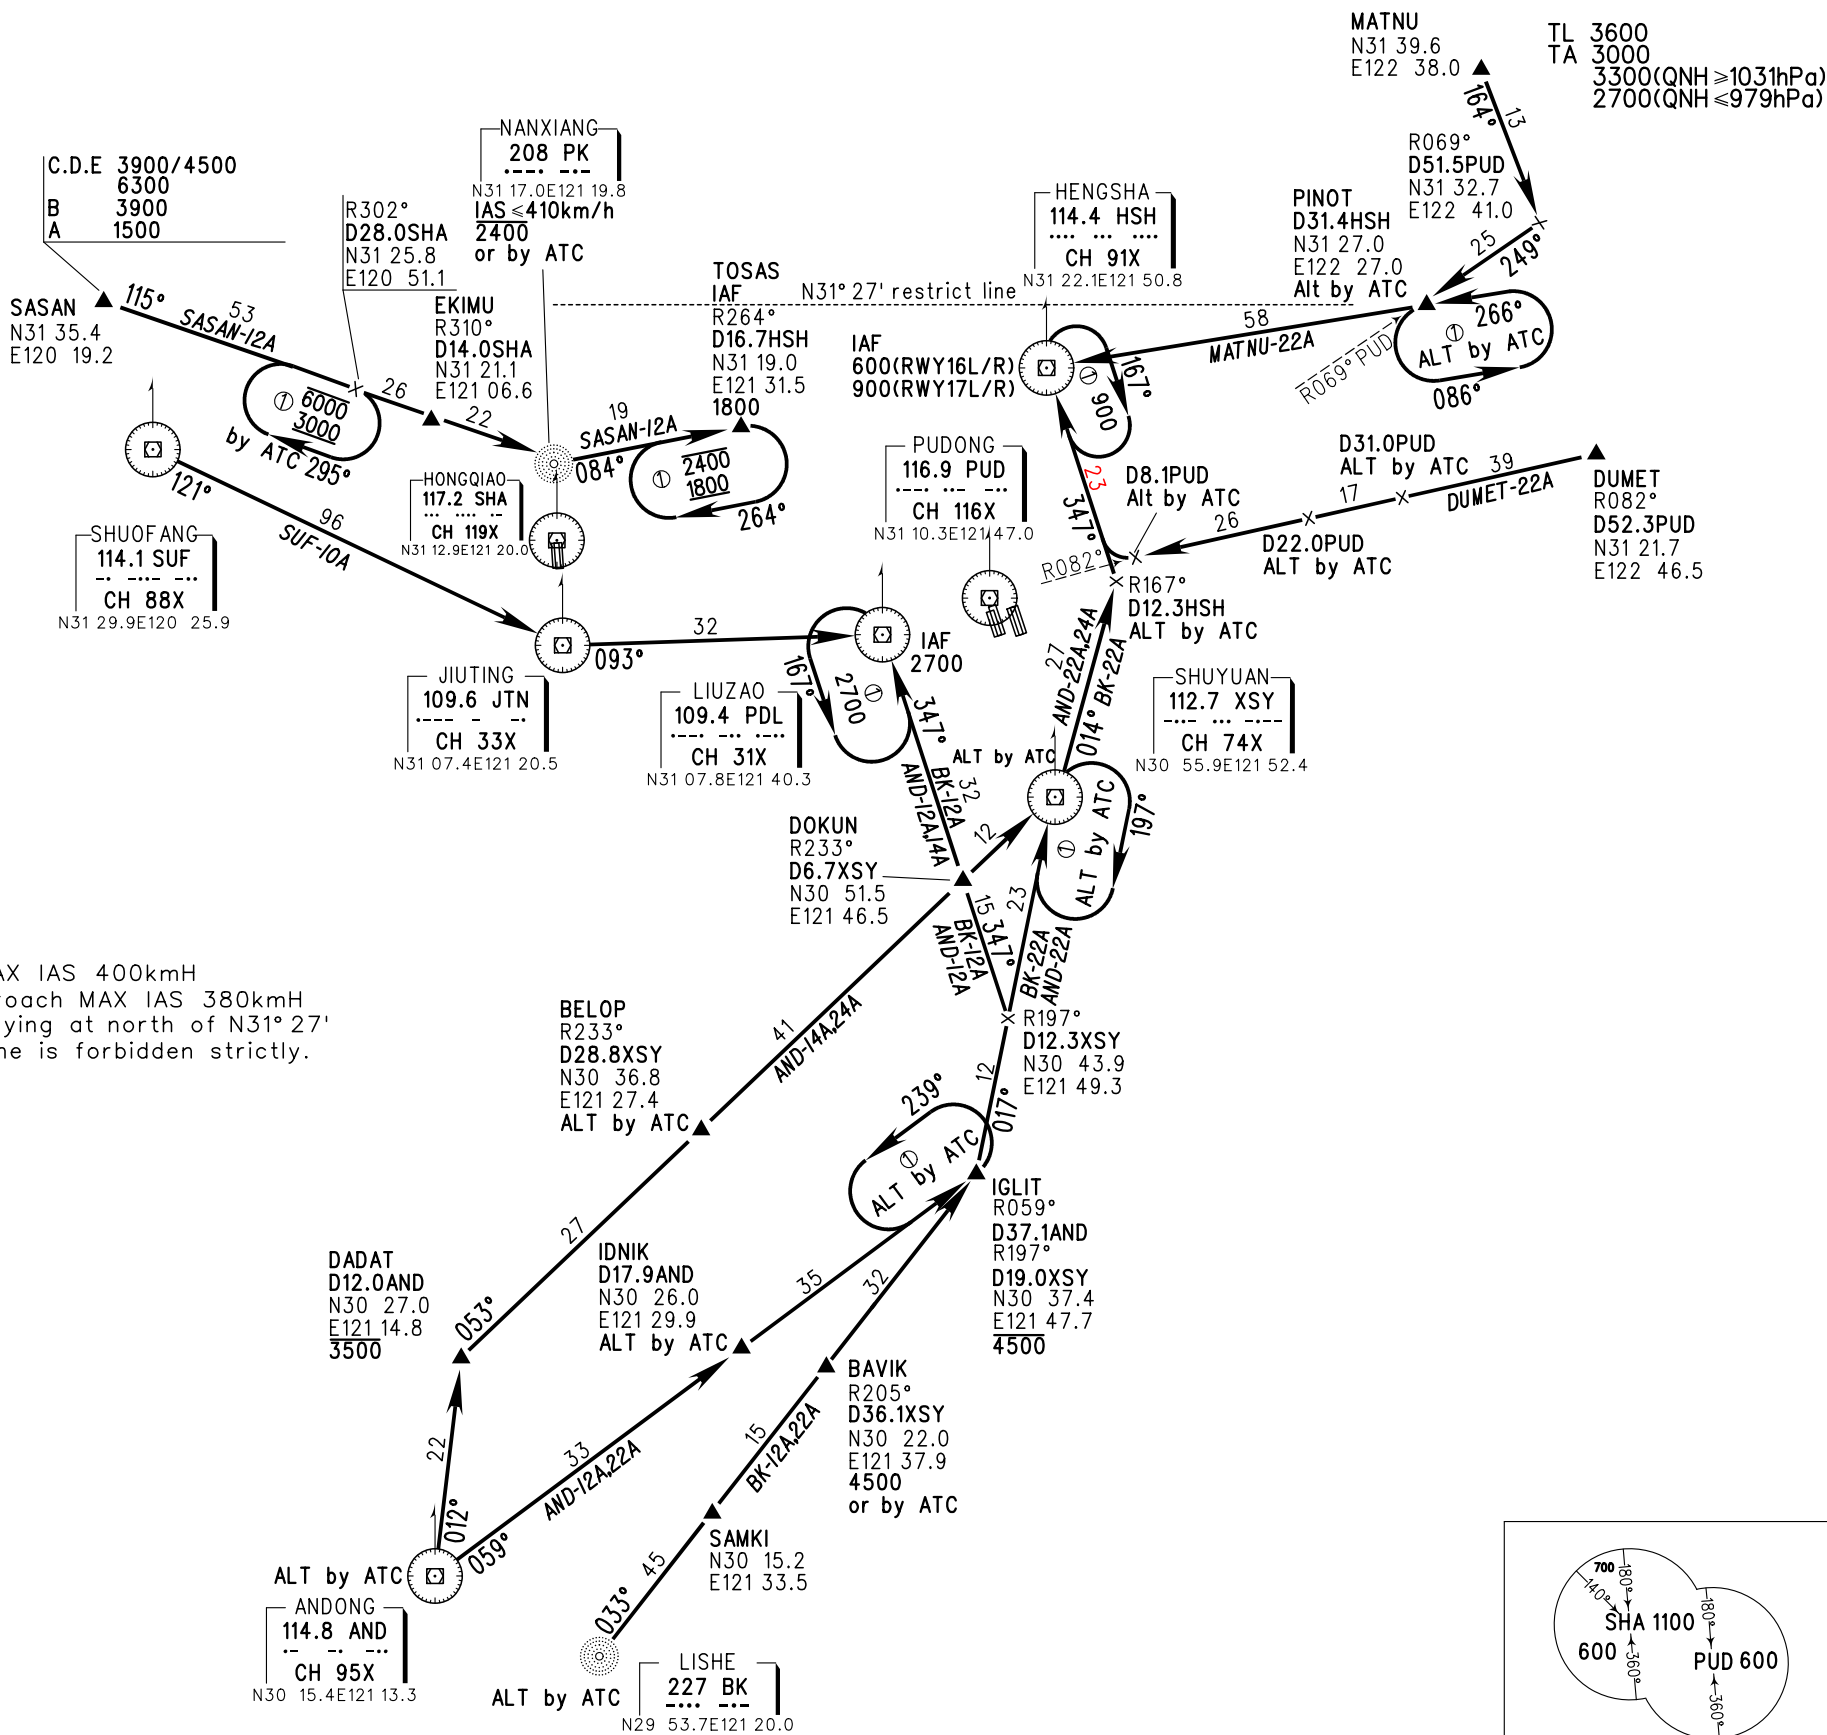 MATNU
N31 39.6
E122 38.0
TL 3600
TA 3000
3300(QNH ≥1031hPa)
2700(QNH ≤979hPa)
164°
13
R069°
D51.5PUD
N31 32.7
E122 41.0
25
249°
PINOT
D31.4HSH
N31 27.0
E122 27.0
Alt by ATC
① 266°
ALT by ATC
086°
R069° PUD
58
MATNU-22A
HENGSHA
114.4 HSH
CH 91X
N31 22.1E121 50.8
IAF
600(RWY16L/R)
900(RWY17L/R)
167°
① 900
N31° 27' restrict line
NANXIANG
208 PK
N31 17.0E121 19.8
IAS ≤410km/h
2400
or by ATC
C.D.E 3900/4500
6300
B 3900
A 1500
R302°
D28.0SHA
N31 25.8
E120 51.1
SASAN
N31 35.4
E120 19.2
115°
53
SASAN-12A
26
EKIMU
R310°
D14.0SHA
N31 21.1
E121 06.6
22
① 6000
3000
by ATC 295°
TOSAS
IAF
R264°
D16.7HSH
N31 19.0
E121 31.5
1800
19
SASAN-12A
084°
① 2400
1800
264°
HONGQIAO
117.2 SHA
CH 119X
N31 12.9E121 20.0
121°
96
SUF-10A
SHUOFANG
114.1 SUF
CH 88X
N31 29.9E120 25.9
PUDONG
116.9 PUD
CH 116X
N31 10.3E121 47.0
23
347°
D8.1PUD
Alt by ATC
R082°
D31.0PUD
ALT by ATC
39
DUMET-22A
17
26
D22.0PUD
ALT by ATC
DUMET
R082°
D52.3PUD
N31 21.7
E122 46.5
R167°
D12.3HSH
ALT by ATC
32
093°
IAF
2700
JIUTING
109.6 JTN
CH 33X
N31 07.4E121 20.5
LIUZAO
109.4 PDL
CH 31X
N31 07.8E121 40.3
167°
① 2700
347°
32
BK-12A
AND-12A,14A
27
AND-22A,24A
014° BK-22A
SHUYUAN
112.7 XSY
CH 74X
N30 55.9E121 52.4
ALT by ATC
① ALT by ATC
197°
DOKUN
R233°
D6.7XSY
N30 51.5
E121 46.5
12
15 347°
BK-12A
AND-12A
23
BK-22A
AND-22A
AX IAS 400kmH
roach MAX IAS 380kmH
ying at north of N31° 27'
ne is forbidden strictly.
R197°
D12.3XSY
N30 43.9
E121 49.3
BELOP
R233°
D28.8XSY
N30 36.8
E121 27.4
ALT by ATC
41
AND-14A,24A
12
017°
239°
① ALT by ATC
IGLIT
R059°
D37.1AND
R197°
D19.0XSY
N30 37.4
E121 47.7
4500
27
DADAT
D12.0AND
N30 27.0
E121 14.8
3500
053°
IDNIK
D17.9AND
N30 26.0
E121 29.9
ALT by ATC
35
32
BAVIK
R205°
D36.1XSY
N30 22.0
E121 37.9
4500
or by ATC
22
012°
33
AND-12A,22A
059°
15
BK-12A,22A
SAMKI
N30 15.2
E121 33.5
45
033°
ALT by ATC
ANDONG
114.8 AND
CH 95X
N30 15.4E121 13.3
ALT by ATC
LISHE
227 BK
N29 53.7E121 20.0
700
140°
180°
SHA 1100
600
360°
180°
PUD 600
360°